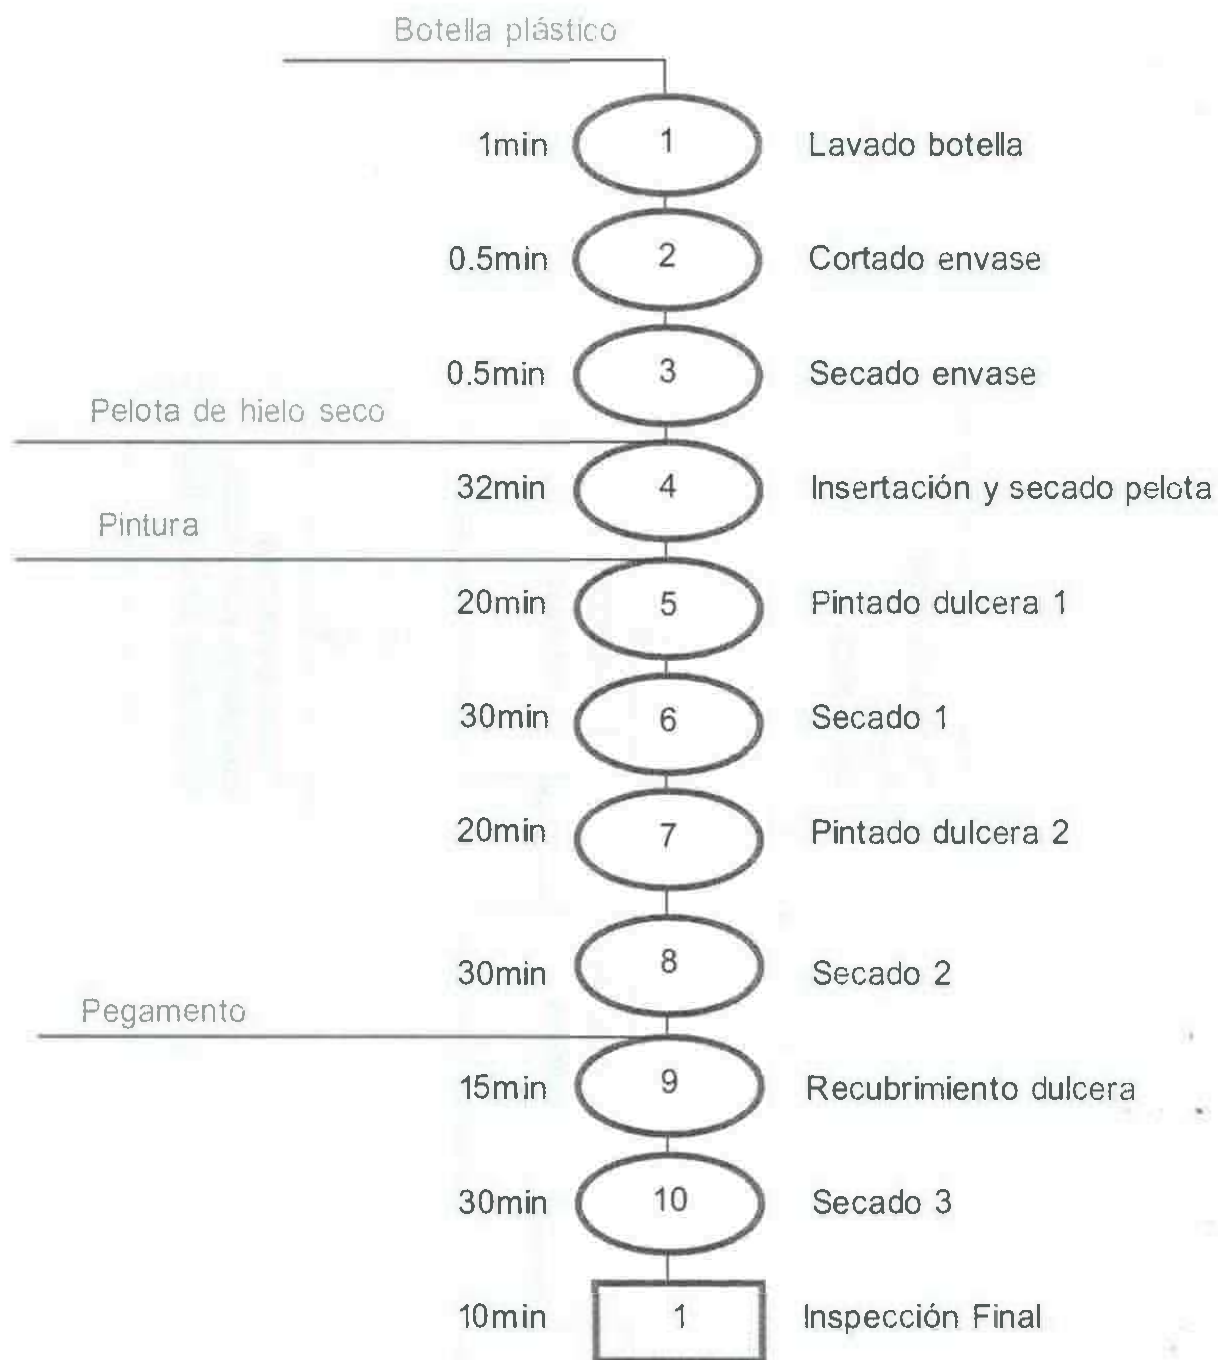 Botella plástico
1min 1 Lavado botella
0.5min 2 Cortado envase
0.5min 3 Secado envase
Pelota de hielo seco
32min 4 Insertación y secado pelota
Pintura
20min 5 Pintado dulcera 1
30min 6 Secado 1
20min 7 Pintado dulcera 2
30min 8 Secado 2
Pegamento
15min 9 Recubrimiento dulcera
30min 10 Secado 3
10min 1 Inspección Final